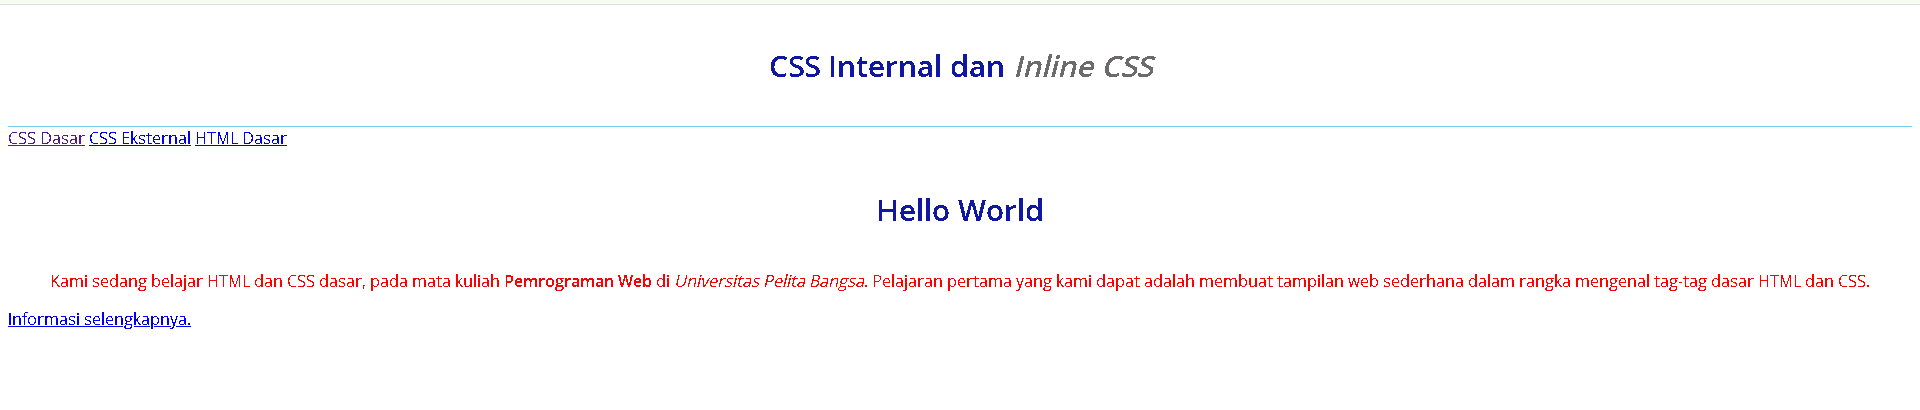 CSS Internal dan Inline CSS
CSS Dasar CSS Eksternal HTML Dasar
Hello World
Kami sedang belajar HTML dan CSS dasar, pada mata kuliah Pemrograman Web di Universitas Pelita Bangsa. Pelajaran pertama yang kami dapat adalah membuat tampilan web sederhana dalam rangka mengenal tag-tag dasar HTML dan CSS.
Informasi selengkapnya.